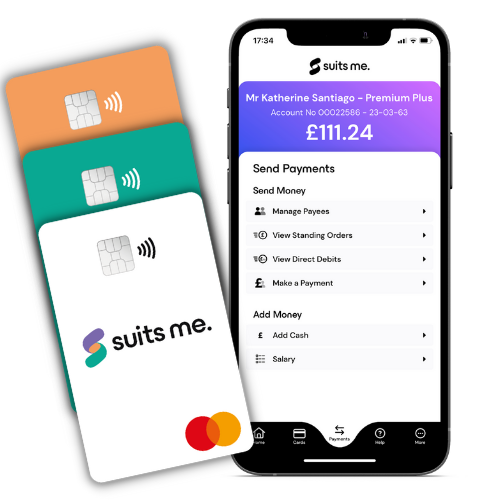 suits me.
17:34
suits me.
Mr Katherine Santiago - Premium Plus
Account No 00022586 - 23-03-63
£111.24
Send Payments
Send Money
Manage Payees
View Standing Orders
View Direct Debits
Make a Payment
Add Money
Add Cash
Salary
Home Cards Payments Help More